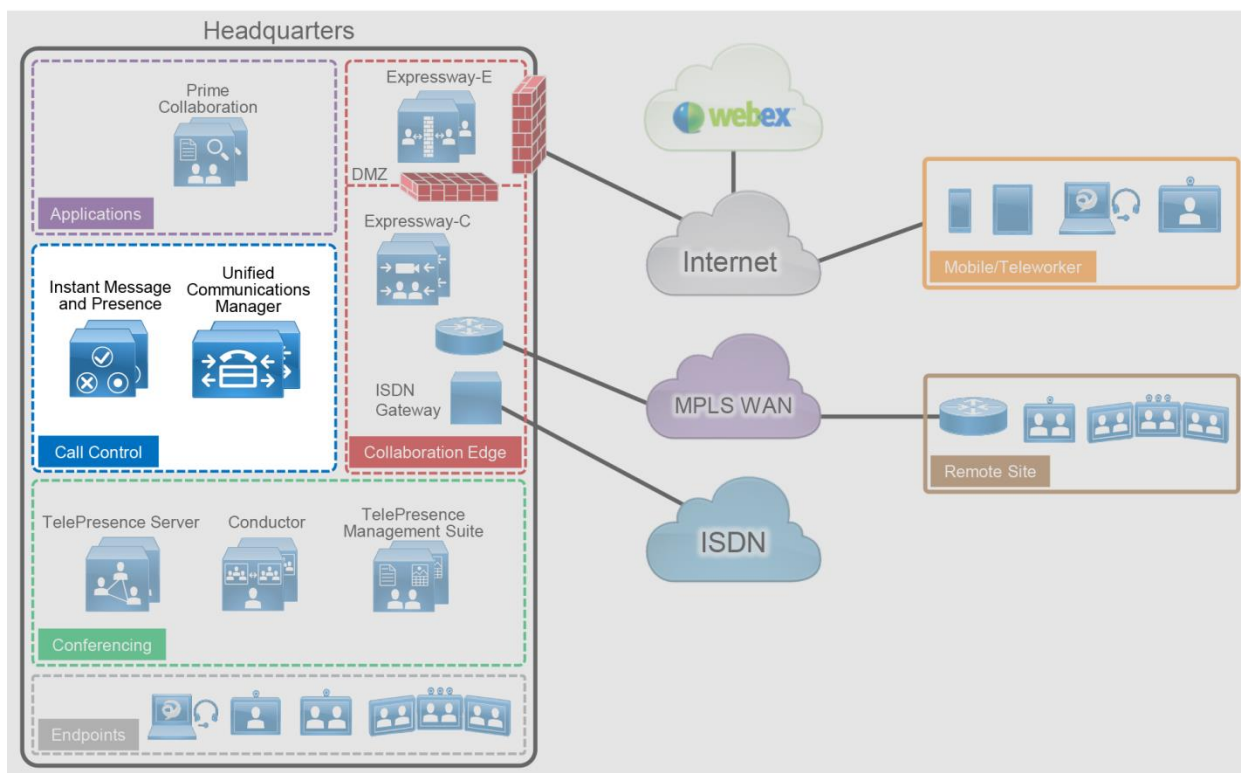 Headquarters
Prime
Collaboration
Applications
Expressway-E
DMZ
Expressway-C
ISDN
Gateway
Collaboration Edge
Instant Message
and Presence
Unified
Communications
Manager
Call Control
TelePresence Server
Conductor
TelePresence
Management Suite
Conferencing
Endpoints
webex™
Internet
MPLS WAN
ISDN
Mobile/Teleworker
Remote Site